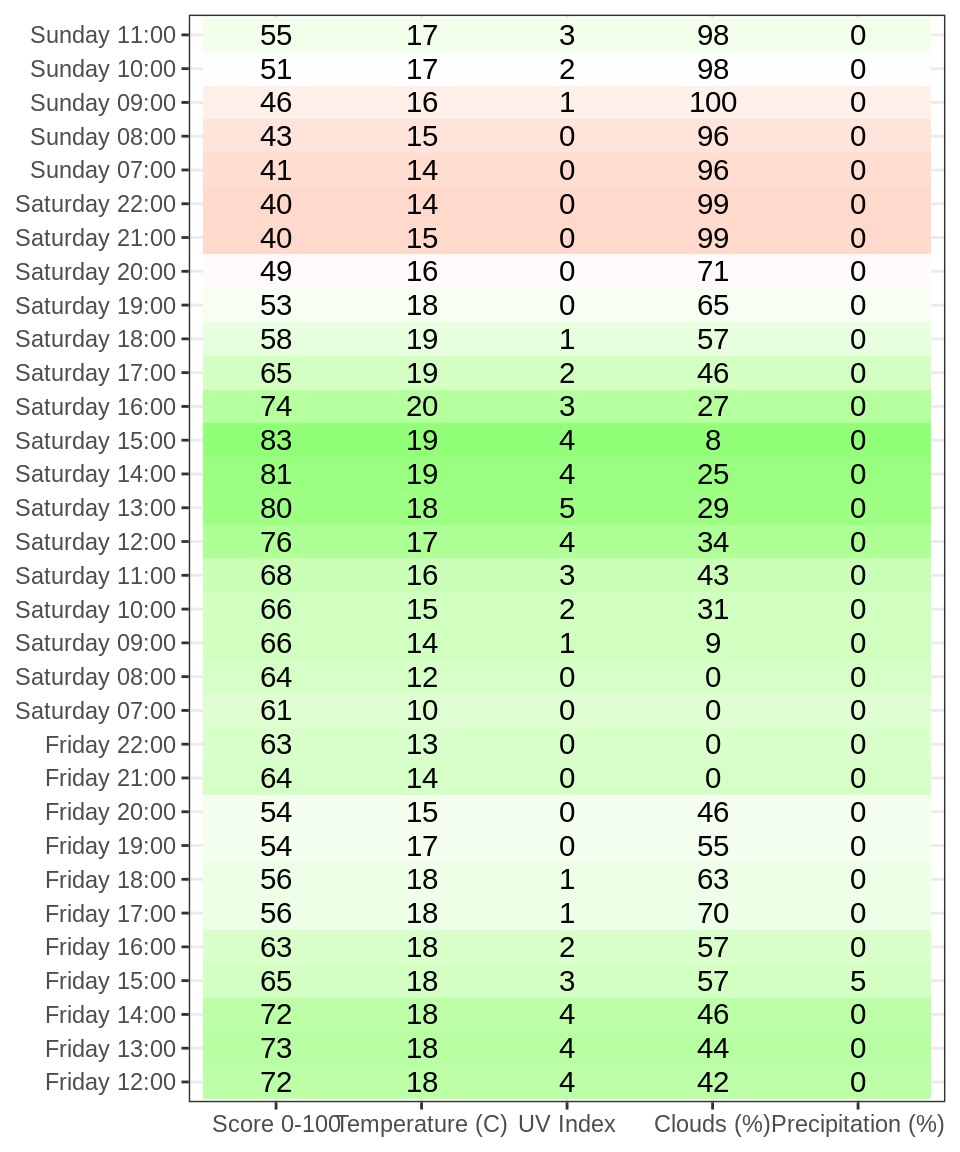 Sunday 11:00 55 17 3 98 0
Sunday 10:00 51 17 2 98 0
Sunday 09:00 46 16 1 100 0
Sunday 08:00 43 15 0 96 0
Sunday 07:00 41 14 0 96 0
Saturday 22:00 40 14 0 99 0
Saturday 21:00 40 15 0 99 0
Saturday 20:00 49 16 0 71 0
Saturday 19:00 53 18 0 65 0
Saturday 18:00 58 19 1 57 0
Saturday 17:00 65 19 2 46 0
Saturday 16:00 74 20 3 27 0
Saturday 15:00 83 19 4 8 0
Saturday 14:00 81 19 4 25 0
Saturday 13:00 80 18 5 29 0
Saturday 12:00 76 17 4 34 0
Saturday 11:00 68 16 3 43 0
Saturday 10:00 66 15 2 31 0
Saturday 09:00 66 14 1 9 0
Saturday 08:00 64 12 0 0 0
Saturday 07:00 61 10 0 0 0
Friday 22:00 63 13 0 0 0
Friday 21:00 64 14 0 0 0
Friday 20:00 54 15 0 46 0
Friday 19:00 54 17 0 55 0
Friday 18:00 56 18 1 63 0
Friday 17:00 56 18 1 70 0
Friday 16:00 63 18 2 57 0
Friday 15:00 65 18 3 57 5
Friday 14:00 72 18 4 46 0
Friday 13:00 73 18 4 44 0
Friday 12:00 72 18 4 42 0
Score 0-100 Temperature (C) UV Index Clouds (%) Precipitation (%)